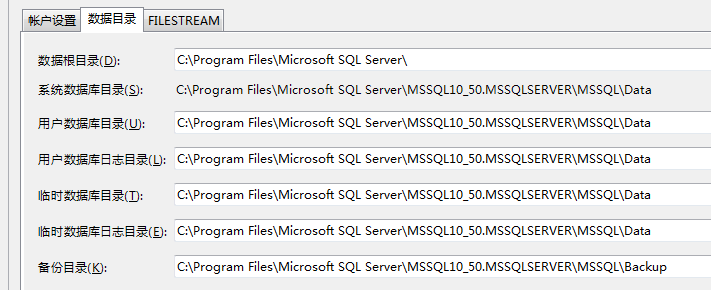 帐户设置 数据目录 FILESTREAM
数据根目录(D): C:\Program Files\Microsoft SQL Server\
系统数据库目录(S): C:\Program Files\Microsoft SQL Server\MSSQL10_50.MSSQLSERVER\MSSQL\Data
用户数据库目录(U): C:\Program Files\Microsoft SQL Server\MSSQL10_50.MSSQLSERVER\MSSQL\Data
用户数据库日志目录(L): C:\Program Files\Microsoft SQL Server\MSSQL10_50.MSSQLSERVER\MSSQL\Data
临时数据库目录(T): C:\Program Files\Microsoft SQL Server\MSSQL10_50.MSSQLSERVER\MSSQL\Data
临时数据库日志目录(E): C:\Program Files\Microsoft SQL Server\MSSQL10_50.MSSQLSERVER\MSSQL\Data
备份目录(K): C:\Program Files\Microsoft SQL Server\MSSQL10_50.MSSQLSERVER\MSSQL\Backup